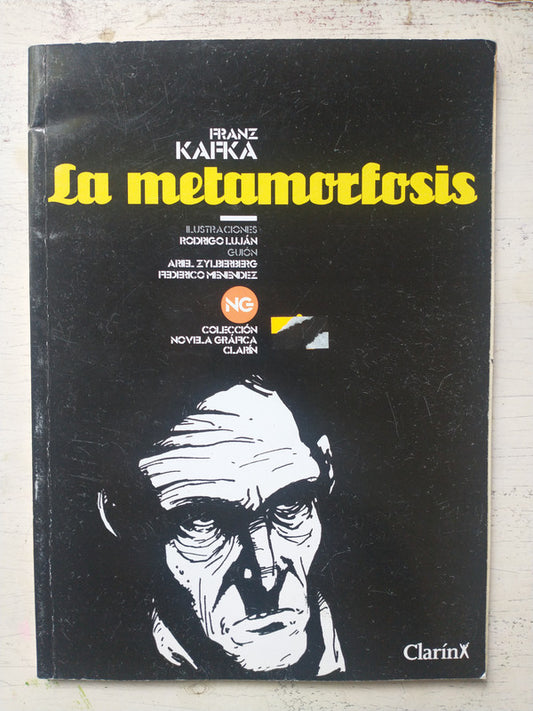 FRANZ
KAFKA
La metamorfosis
ILUSTRACIONES
RODRIGO LUJÁN
GUIÓN
ARIEL ZYLBERBERG
FEDERICO MENENDEZ
NG
COLECCIÓN
NOVELA GRÁFICA
CLARÍN
Clarín